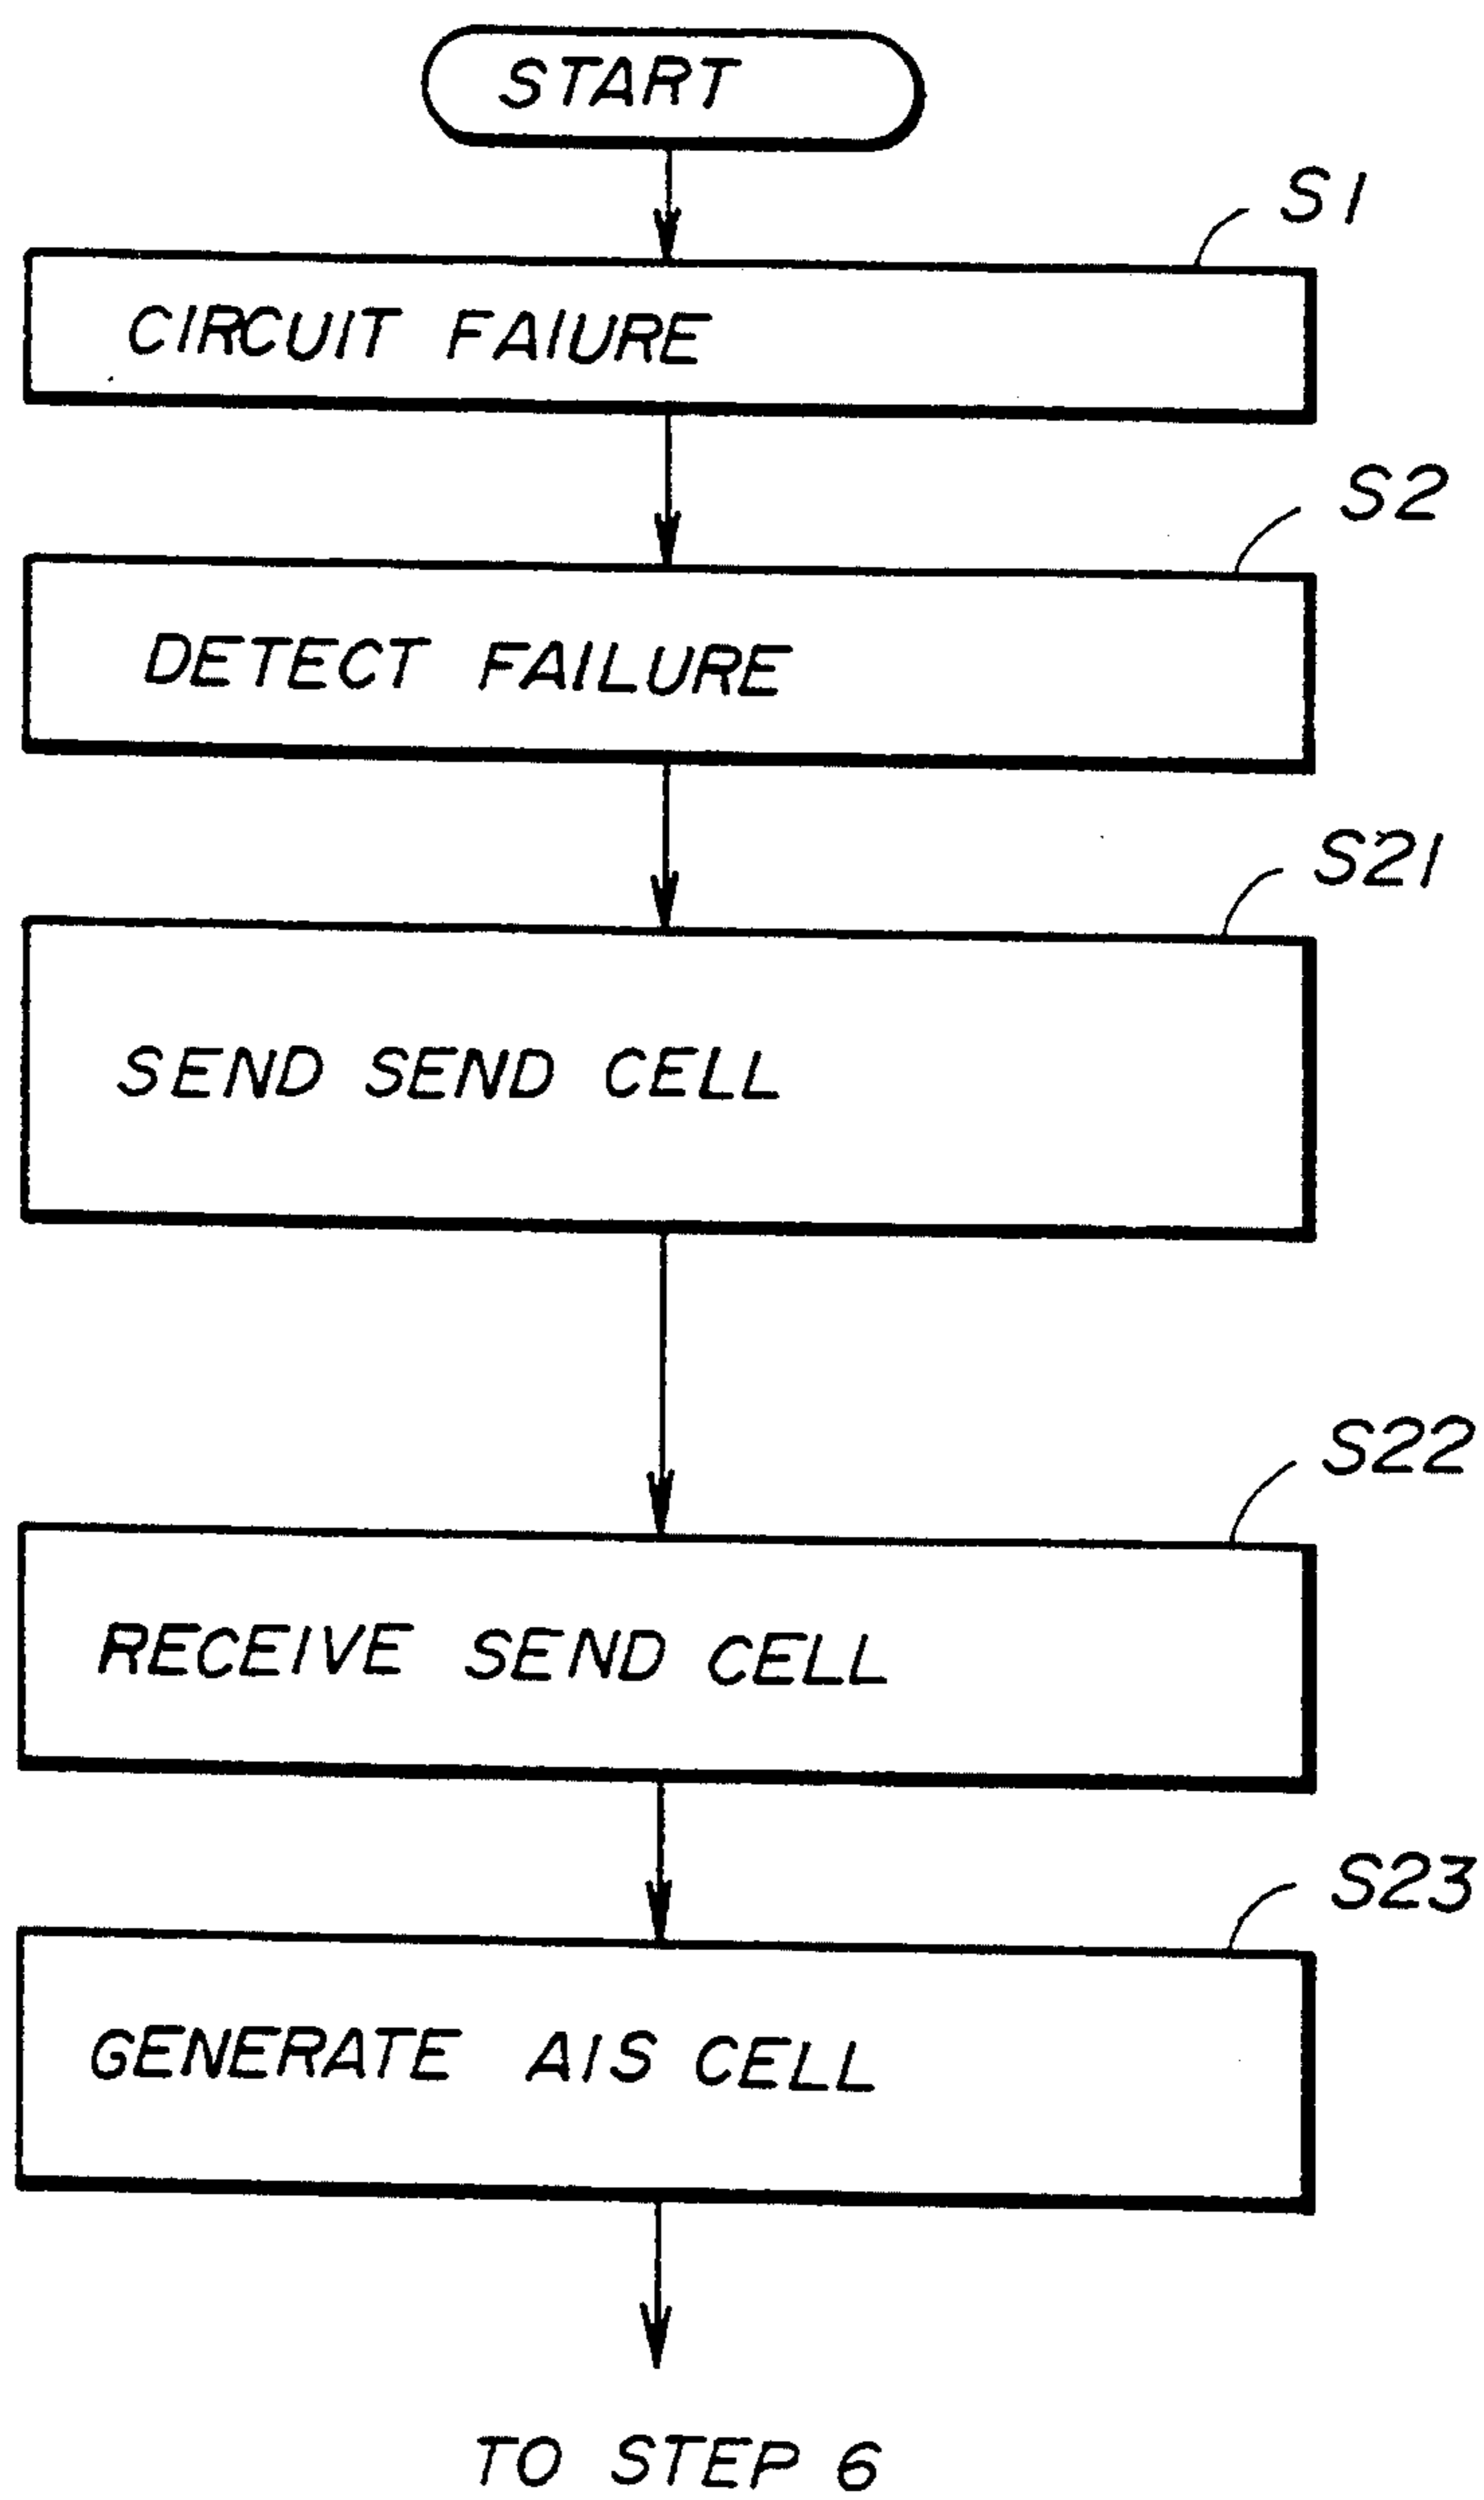 START
S1
CIRCUIT FAIURE
S2
DETECT FAILURE
S21
SEND SEND CELL
S22
RECEIVE SEND CELL
S23
GENERATE AIS CELL
TO STEP 6